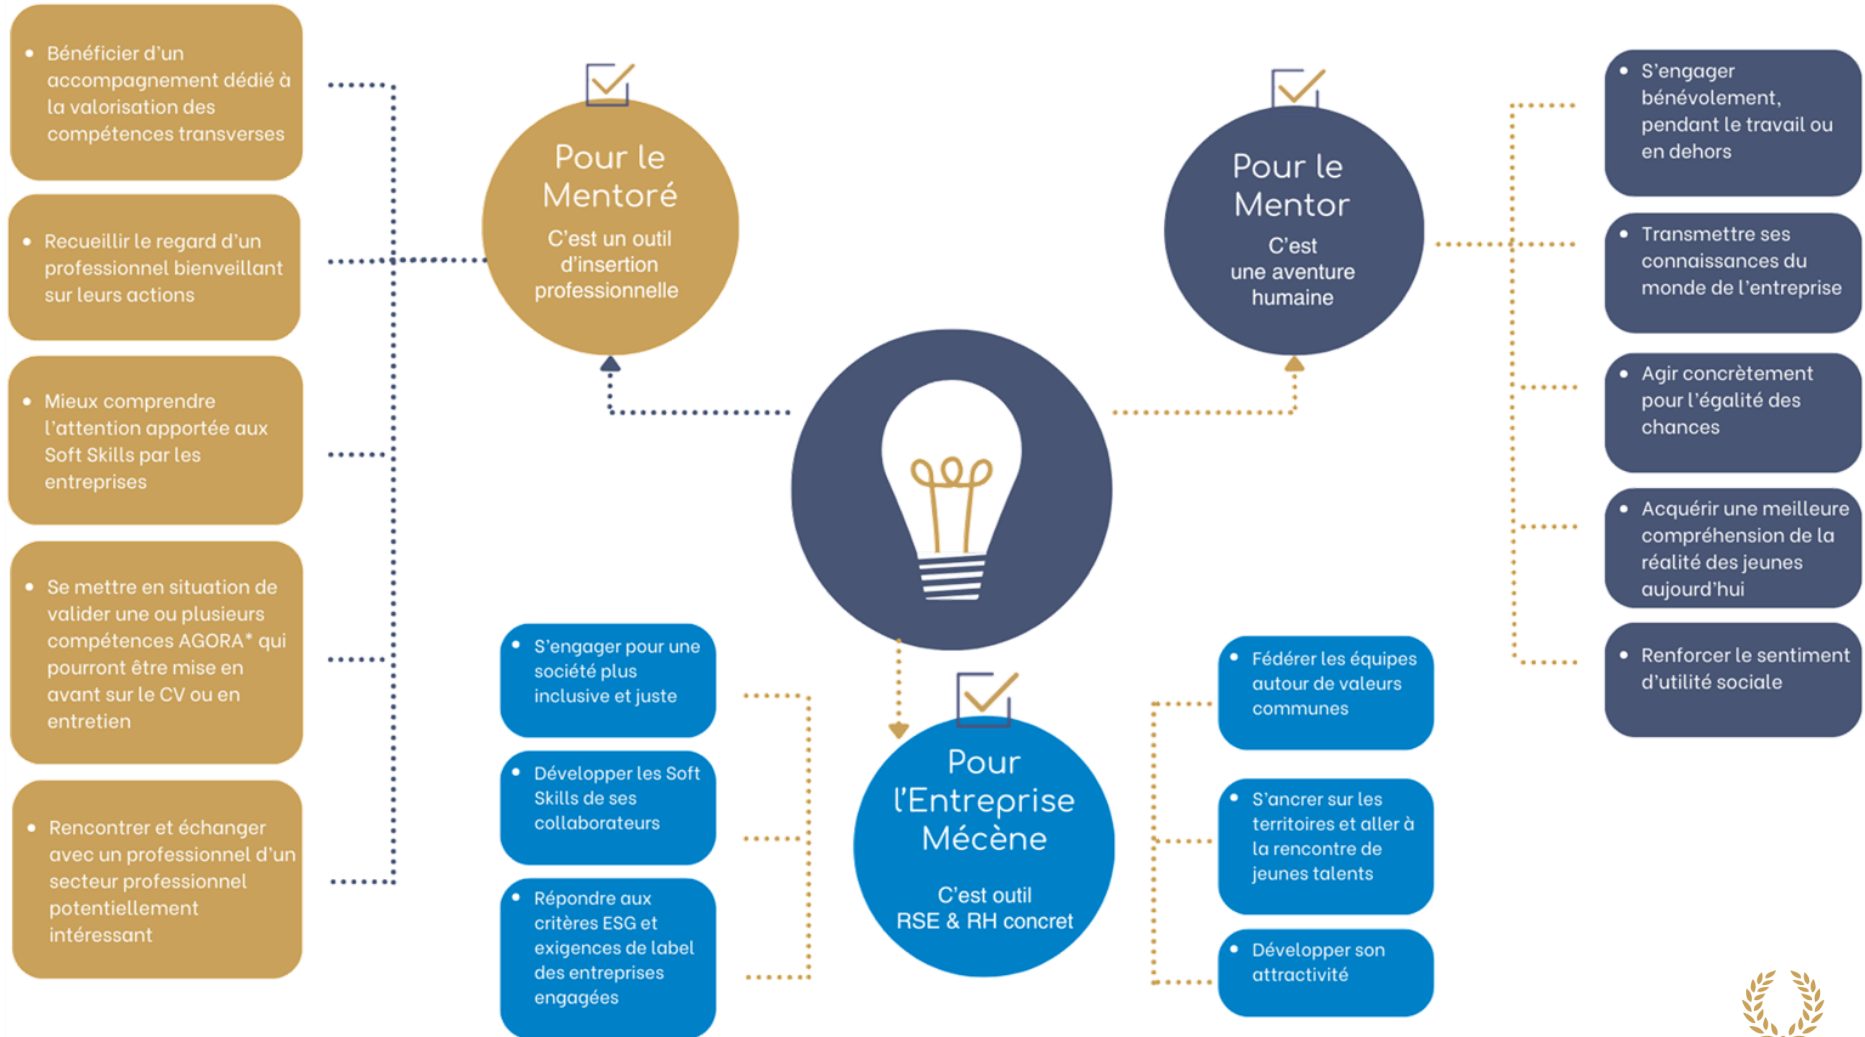 • Bénéficier d'un
accompagnement dédié à
la valorisation des
compétences transverses
• Recueillir le regard d'un
professionnel bienveillant
sur leurs actions
• Mieux comprendre
l'attention apportée aux
Soft Skills par les
entreprises
• Se mettre en situation de
valider une ou plusieurs
compétences AGORA* qui
pourront être mise en
avant sur le CV ou en
entretien
• Rencontrer et échanger
avec un professionnel d'un
secteur professionnel
potentiellement
intéressant
Pour le
Mentoré
C'est un outil
d'insertion
professionnelle
Pour le
Mentor
C'est
une aventure
humaine
• S'engager
bénévolement,
pendant le travail ou
en dehors
• Transmettre ses
connaissances du
monde de l'entreprise
• Agir concrètement
pour l'égalité des
chances
• Acquérir une meilleure
compréhension de la
réalité des jeunes
aujourd'hui
• Renforcer le sentiment
d'utilité sociale
• S'engager pour une
société plus
inclusive et juste
• Développer les Soft
Skills de ses
collaborateurs
• Répondre aux
critères ESG et
exigences de label
des entreprises
engagées
Pour
l'Entreprise
Mécène
C'est outil
RSE & RH concret
• Fédérer les équipes
autour de valeurs
communes
• S'ancrer sur les
territoires et aller à
la rencontre de
jeunes talents
• Développer son
attractivité